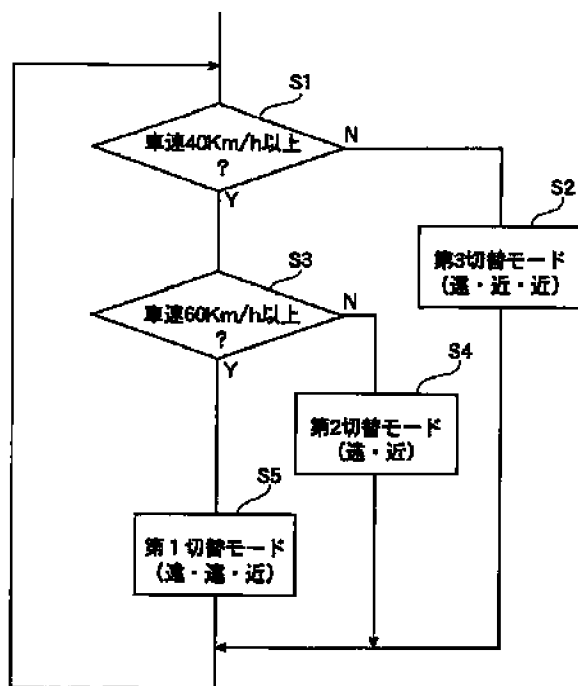 S1
車速40Km/h以上
?
N
Y
S2
第3切替モード
(遠・近・近)
S3
車速60Km/h以上
?
N
Y
S4
第2切替モード
(遠・近)
S5
第1切替モード
(遠・遠・近)